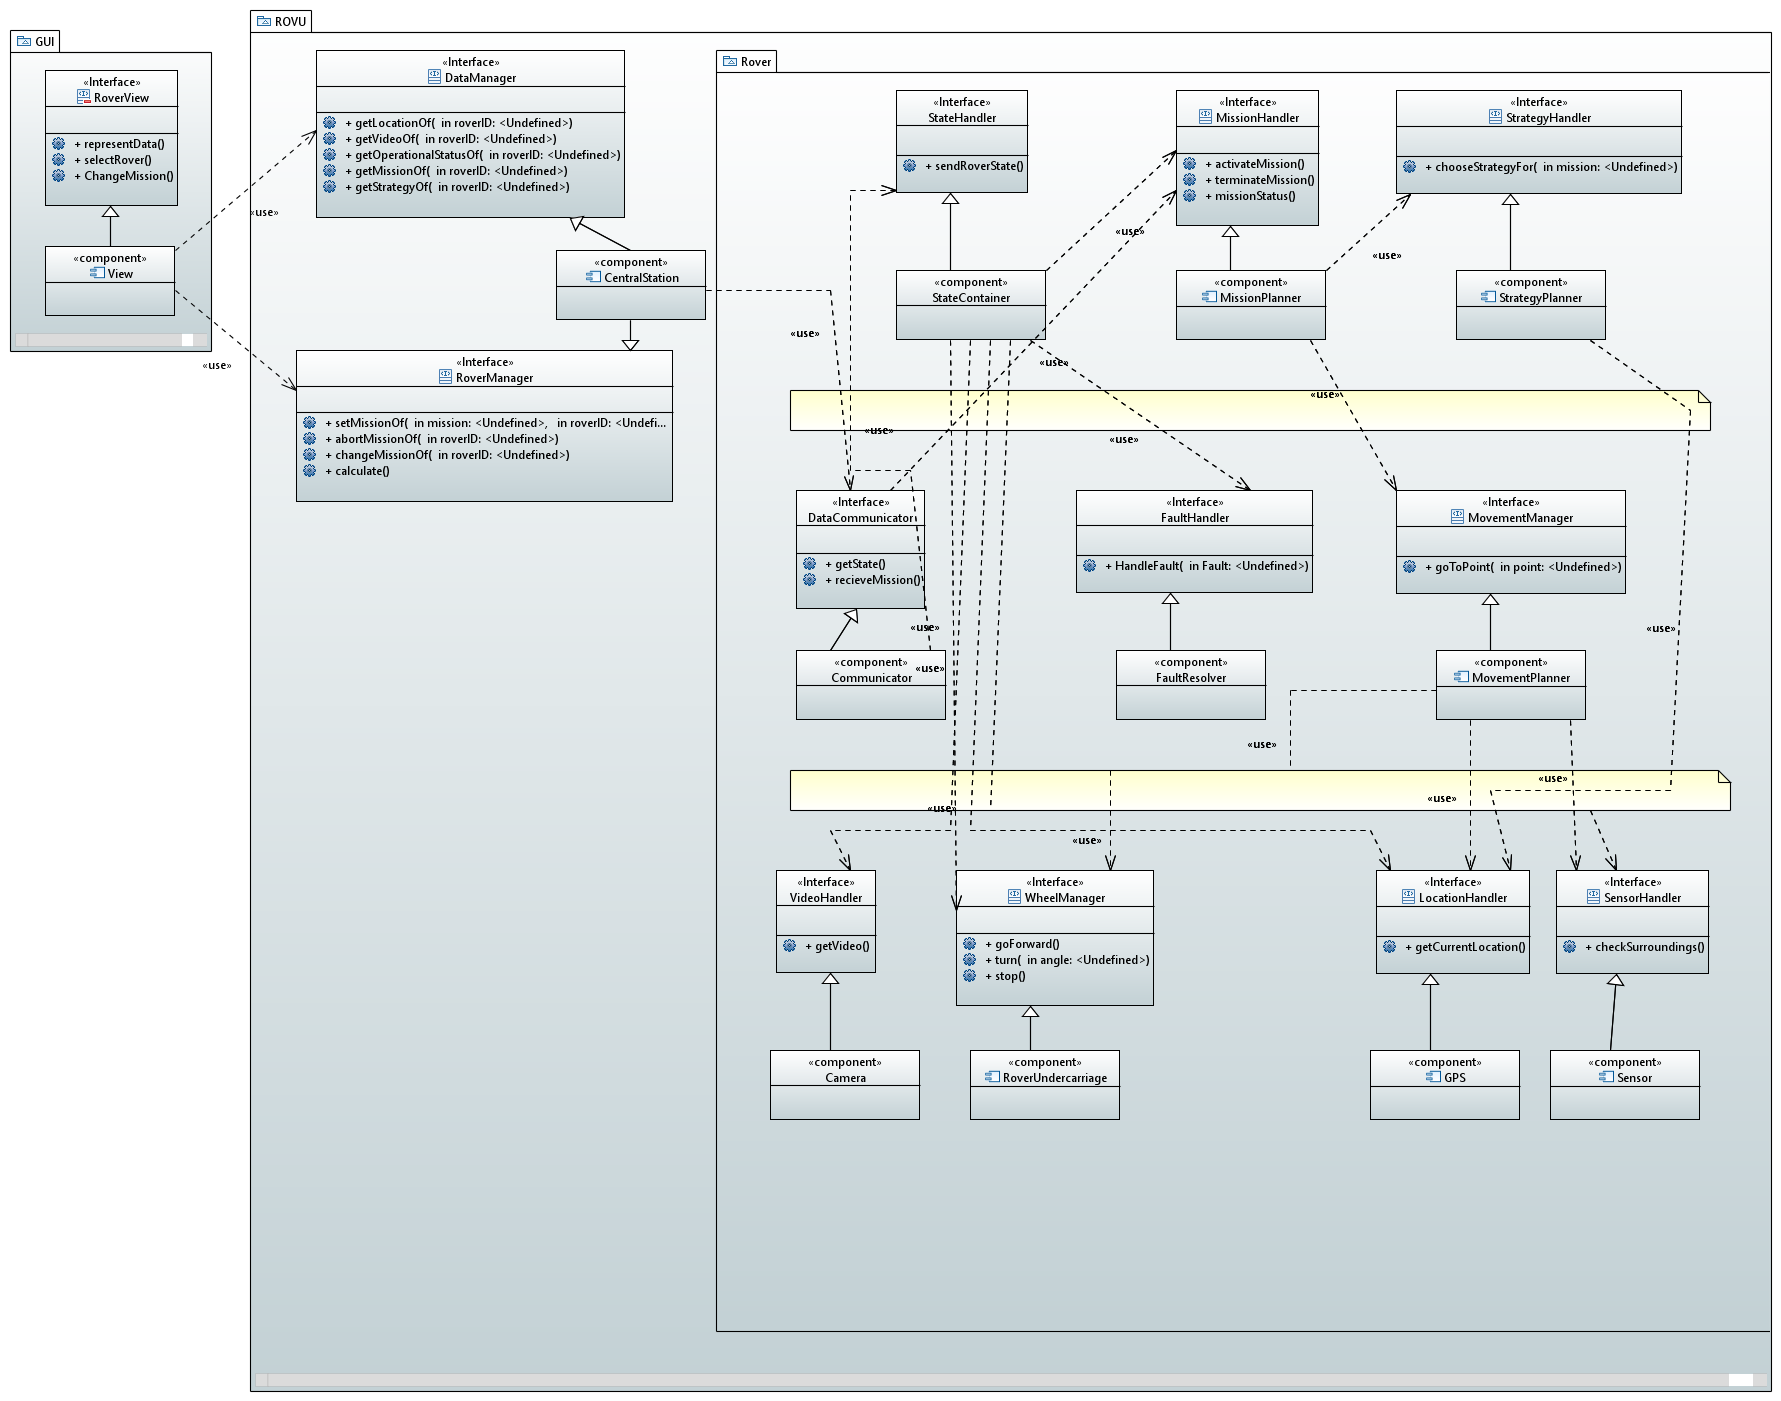 GUI
«Interface»
RoverView
+ representData()
+ selectRover()
+ ChangeMission()
«component»
View
«use»
«use»
ROVU
«Interface»
DataManager
+ getLocationOf( in roverID: <Undefined>)
+ getVideoOf( in roverID: <Undefined>)
+ getOperationalStatusOf( in roverID: <Undefined>)
+ getMissionOf( in roverID: <Undefined>)
+ getStrategyOf( in roverID: <Undefined>)
«component»
CentralStation
«Interface»
RoverManager
+ setMissionOf( in mission: <Undefined>, in roverID: <Undefi...
+ abortMissionOf( in roverID: <Undefined>)
+ changeMissionOf( in roverID: <Undefined>)
+ calculate()
Rover
«Interface»
StateHandler
+ sendRoverState()
«Interface»
MissionHandler
+ activateMission()
+ terminateMission()
+ missionStatus()
«Interface»
StrategyHandler
+ chooseStrategyFor( in mission: <Undefined>)
«use»
«use»
«component»
StateContainer
«component»
MissionPlanner
«component»
StrategyPlanner
«use»
«use»
«use»
«use»
«use»
«Interface»
DataCommunicator
+ getState()
+ recieveMission()
«Interface»
FaultHandler
+ HandleFault( in Fault: <Undefined>)
«Interface»
MovementManager
+ goToPoint( in point: <Undefined>)
«use»
«use»
«component»
Communicator
«use»
«component»
FaultResolver
«component»
MovementPlanner
«use»
«use»
«use»
«use»
«use»
«Interface»
VideoHandler
+ getVideo()
«Interface»
WheelManager
+ goForward()
+ turn( in angle: <Undefined>)
+ stop()
«Interface»
LocationHandler
+ getCurrentLocation()
«Interface»
SensorHandler
+ checkSurroundings()
«component»
Camera
«component»
RoverUndercarriage
«component»
GPS
«component»
Sensor